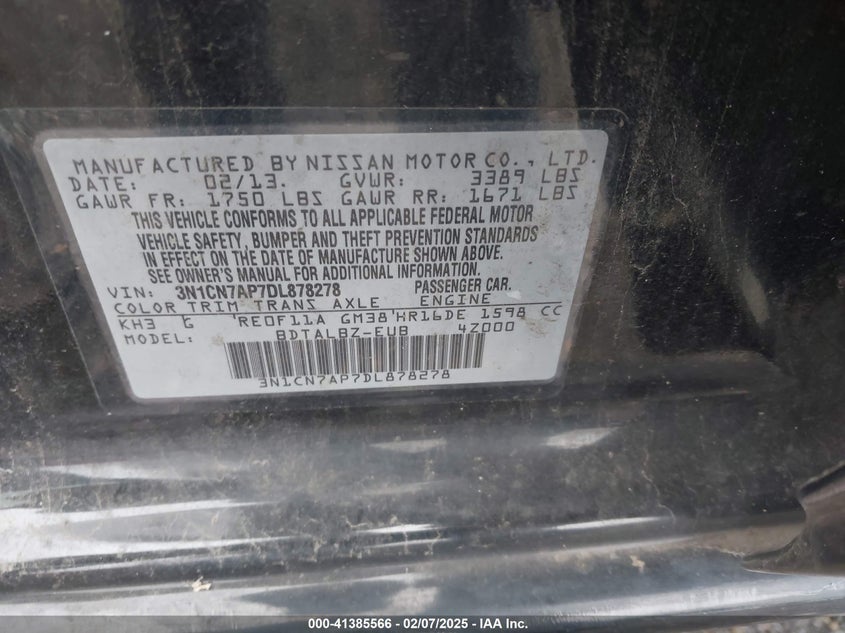 MANUFACTURED BY NISSAN MOTOR CO., LTD.
DATE: 02/13. GVWR: 3389 LBS
GAWR FR: 1750 LBS GAWR RR: 1671 LBS
THIS VEHICLE CONFORMS TO ALL APPLICABLE FEDERAL MOTOR
VEHICLE SAFETY, BUMPER AND THEFT PREVENTION STANDARDS
IN EFFECT ON THE DATE OF MANUFACTURE SHOWN ABOVE.
SEE OWNER'S MANUAL FOR ADDITIONAL INFORMATION.
VIN: 3N1CN7AP7DL878278 PASSENGER CAR.
COLOR TRIM TRANS AXLE ENGINE
KH3 G RE0F11A GM38 HR16DE 1598 CC
MODEL: BDTALBZ-EUB 4Z000
3N1CN7AP7DL878278
000-41385566 - 02/07/2025 - IAA Inc.